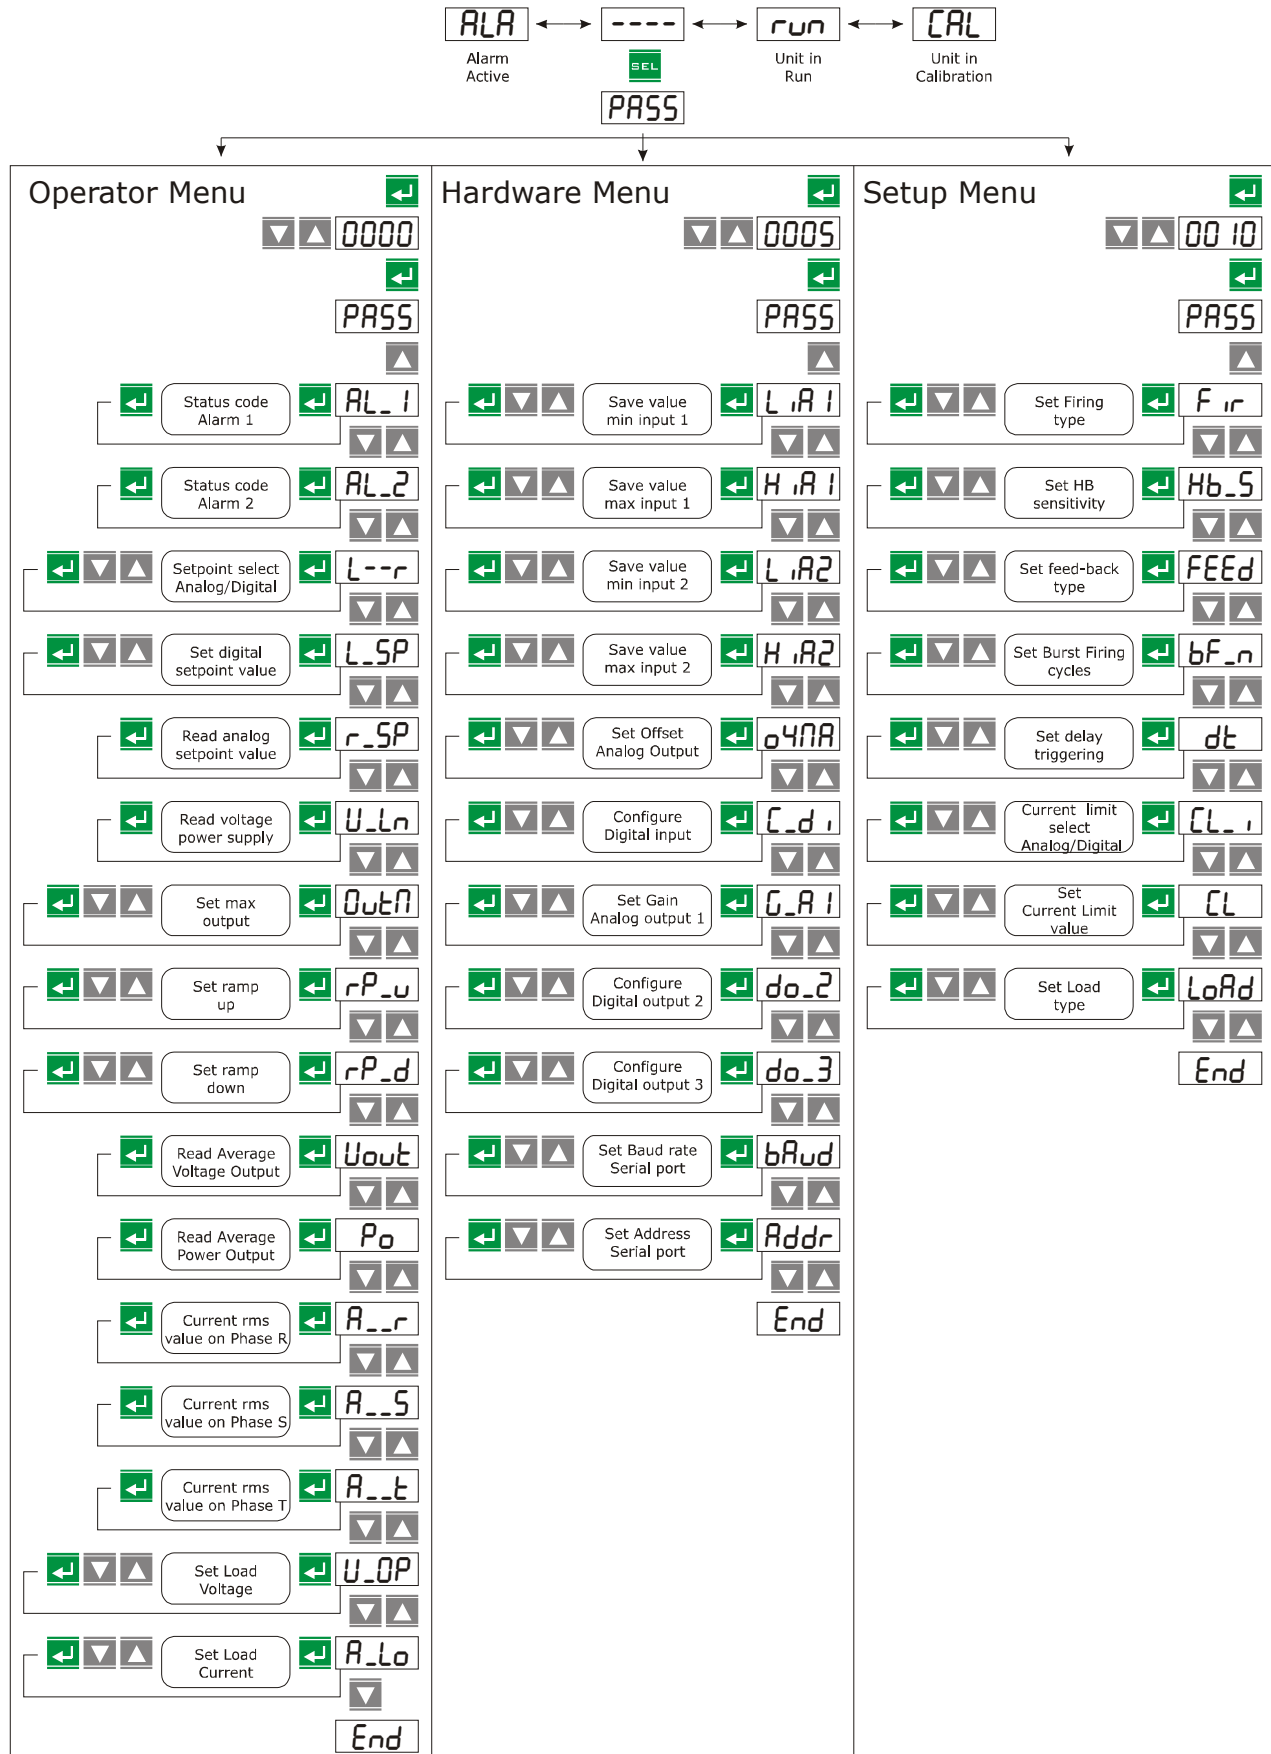 ALA
----
run
CAL
Alarm
Active
SEL
Unit in
Run
Unit in
Calibration
PASS
Operator Menu
0000
PASS
Status code
Alarm 1
AL_1
Status code
Alarm 2
AL_2
Setpoint select
Analog/Digital
L--r
Set digital
setpoint value
L_SP
Read analog
setpoint value
r_SP
Read voltage
power supply
U_Ln
Set max
output
OutM
Set ramp
up
rP_u
Set ramp
down
rP_d
Read Average
Voltage Output
Uout
Read Average
Power Output
Po
Current rms
value on Phase R
A__r
Current rms
value on Phase S
A__S
Current rms
value on Phase T
A__t
Set Load
Voltage
U_OP
Set Load
Current
A_Lo
End
Hardware Menu
0005
PASS
Save value
min input 1
LiA1
Save value
max input 1
HiA1
Save value
min input 2
LiA2
Save value
max input 2
HiA2
Set Offset
Analog Output
o4MA
Configure
Digital input
C_di
Set Gain
Analog output 1
G_A1
Configure
Digital output 2
do_2
Configure
Digital output 3
do_3
Set Baud rate
Serial port
bAud
Set Address
Serial port
Addr
End
Setup Menu
0010
PASS
Set Firing
type
Fir
Set HB
sensitivity
Hb_S
Set feed-back
type
FEEd
Set Burst Firing
cycles
bF_n
Set delay
triggering
dt
Current limit
select
Analog/Digital
CL_i
Set
Current Limit
value
CL
Set Load
type
LoAd
End